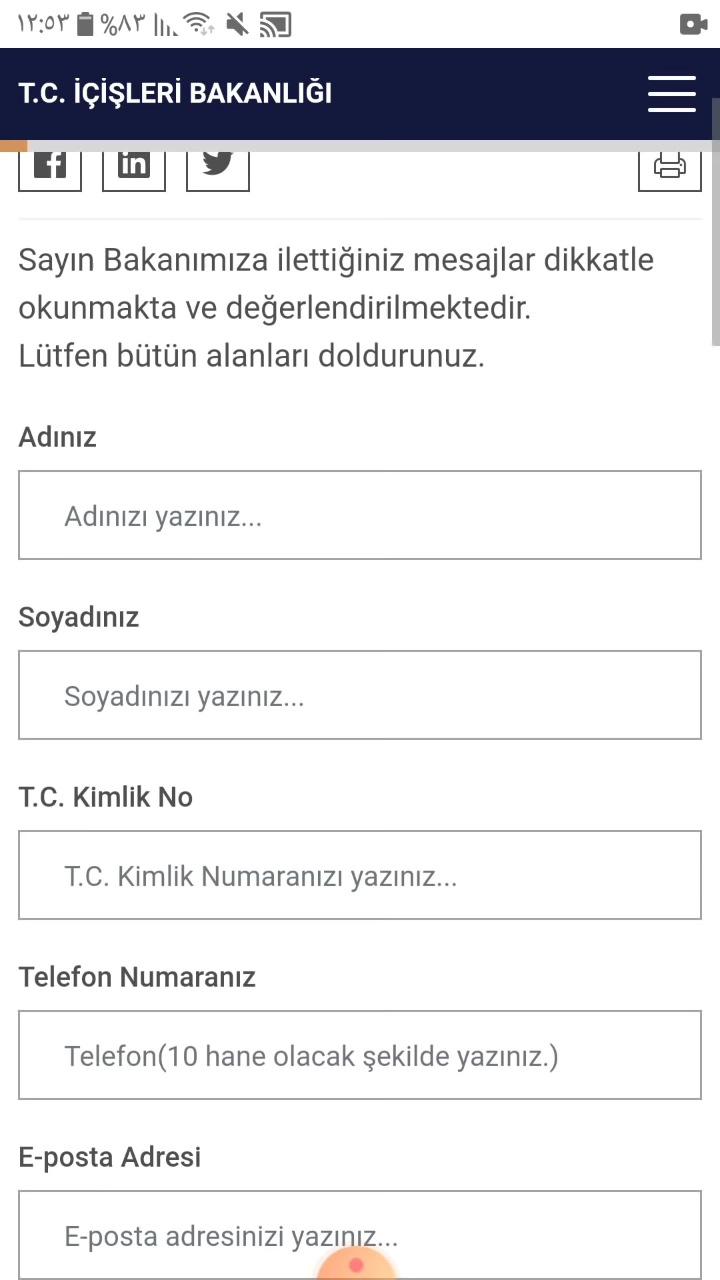 ۱۲:۵۳ %۸۳
T.C. İÇİŞLERİ BAKANLIĞI
Sayın Bakanımıza ilettiğiniz mesajlar dikkatle
okunmakta ve değerlendirilmektedir.
Lütfen bütün alanları doldurunuz.
Adınız
Adınızı yazınız...
Soyadınız
Soyadınızı yazınız...
T.C. Kimlik No
T.C. Kimlik Numaranızı yazınız...
Telefon Numaranız
Telefon(10 hane olacak şekilde yazınız.)
E-posta Adresi
E-posta adresinizi yazınız...